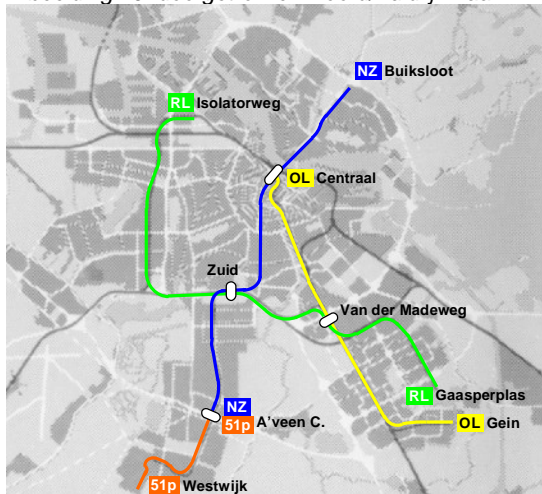 NZ Buiksloot
RL Isolatorweg
OL Centraal
Zuid
Van der Madeweg
RL Gaasperplas
NZ
51p A'veen C.
OL Gein
51p Westwijk